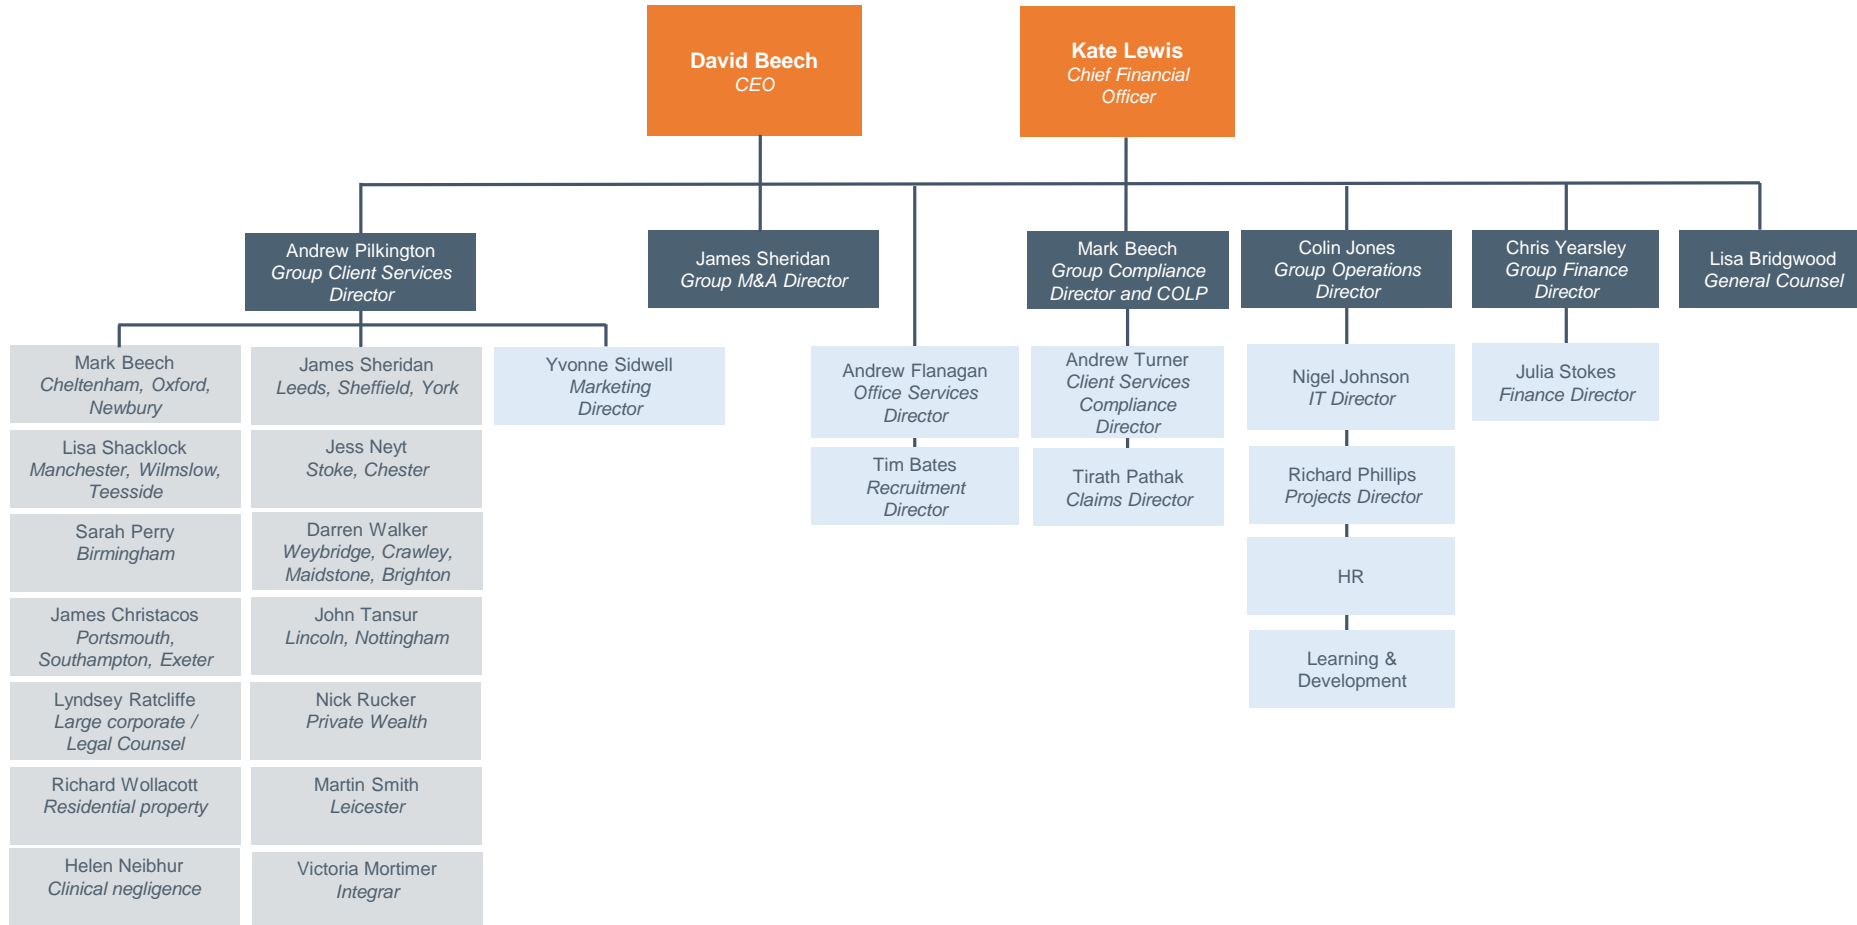 David Beech
CEO
Kate Lewis
Chief Financial
Officer
Andrew Pilkington
Group Client Services
Director
James Sheridan
Group M&A Director
Mark Beech
Group Compliance
Director and COLP
Colin Jones
Group Operations
Director
Chris Yearsley
Group Finance
Director
Lisa Bridgwood
General Counsel
Mark Beech
Cheltenham, Oxford,
Newbury
Lisa Shacklock
Manchester, Wilmslow,
Teesside
Sarah Perry
Birmingham
James Christacos
Portsmouth,
Southampton, Exeter
Lyndsey Ratcliffe
Large corporate /
Legal Counsel
Richard Wollacott
Residential property
Helen Neibhur
Clinical negligence
James Sheridan
Leeds, Sheffield, York
Jess Neyt
Stoke, Chester
Darren Walker
Weybridge, Crawley,
Maidstone, Brighton
John Tansur
Lincoln, Nottingham
Nick Rucker
Private Wealth
Martin Smith
Leicester
Victoria Mortimer
Integrar
Yvonne Sidwell
Marketing
Director
Andrew Flanagan
Office Services
Director
Tim Bates
Recruitment
Director
Andrew Turner
Client Services
Compliance
Director
Tirath Pathak
Claims Director
Nigel Johnson
IT Director
Richard Phillips
Projects Director
HR
Learning &
Development
Julia Stokes
Finance Director